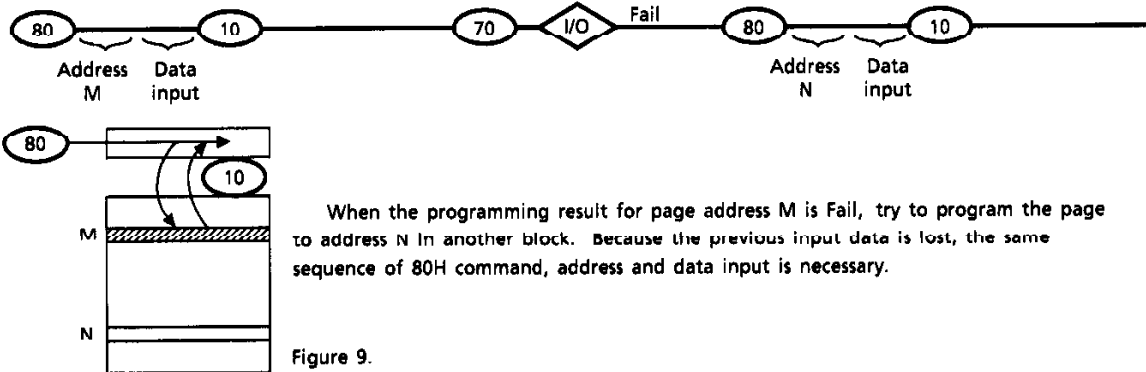 80 10 70 I/O Fail 80 10
Address Data Address Data
M input N input
80
10
When the programming result for page address M is Fail, try to program the page
M to address N in another block. Because the previous input data is lost, the same
sequence of 80H command, address and data input is necessary.
N
Figure 9.